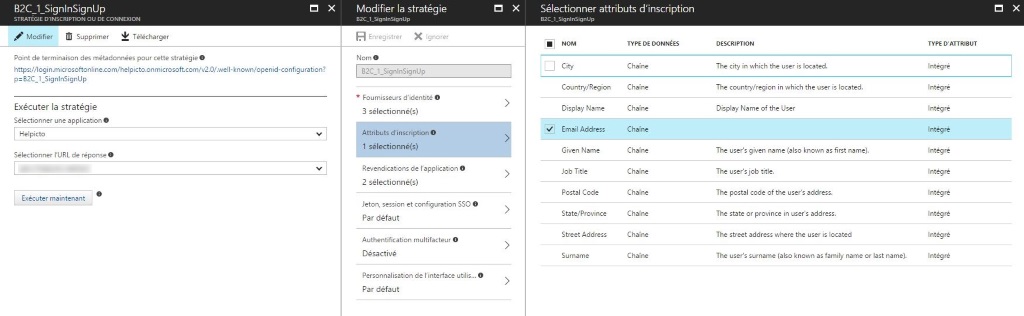 B2C_1_SignInSignUp
STRATÉGIE D'INSCRIPTION OU DE CONNEXION
Modifier
Supprimer
Télécharger
Point de terminaison des métadonnées pour cette stratégie
https://login.microsoftonline.com/helpicto.onmicrosoft.com/v2.0/.well-known/openid-configuration?
p=B2C_1_SignInSignUp
Exécuter la stratégie
Sélectionner une application
Helpicto
Sélectionner l'URL de réponse
Exécuter maintenant
Modifier la stratégie
B2C_1_SignInSignUp
Enregistrer
Ignorer
Nom
B2C_1_SignInSignUp
* Fournisseurs d'identité
3 sélectionné(s)
Attributs d'inscription
1 sélectionné(s)
Revendications de l'application
2 sélectionné(s)
Jeton, session et configuration SSO
Par défaut
Authentification multifacteur
Désactivé
Personnalisation de l'interface utilis...
Par défaut
Sélectionner attributs d'inscription
B2C_1_SignInSignUp
NOM TYPE DE DONNÉES DESCRIPTION TYPE D'ATTRIBUT
City Chaîne The city in which the user is located. Intégré
Country/Region Chaîne The country/region in which the user is located. Intégré
Display Name Chaîne Display Name of the User Intégré
Email Address Chaîne Intégré
Given Name Chaîne The user's given name (also known as first name). Intégré
Job Title Chaîne The user's job title. Intégré
Postal Code Chaîne The postal code of the user's address. Intégré
State/Province Chaîne The state or province in user's address. Intégré
Street Address Chaîne The street address where the user is located Intégré
Surname Chaîne The user's surname (also known as family name or last name). Intégré